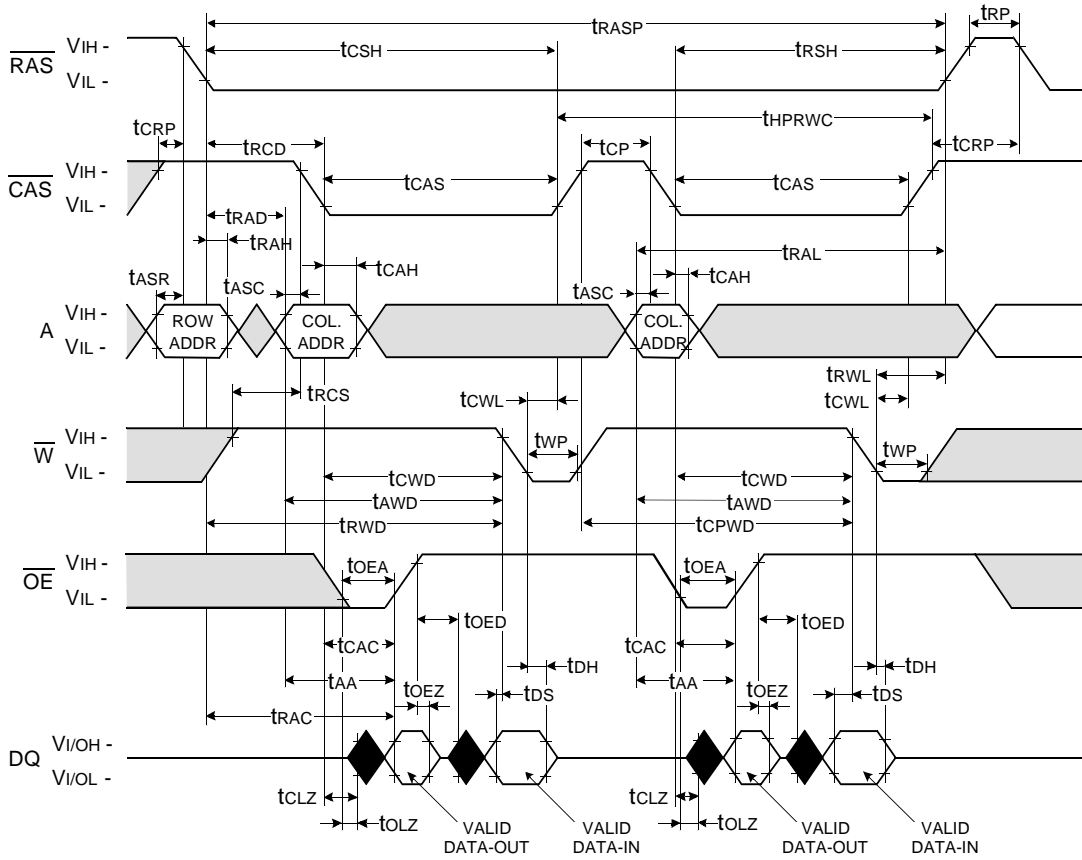 tRASP
tRP
tCSH
tRSH
RAS
VIH -
VIL -
tHPRWC
tCRP
tRCD
tCP
tCRP
CAS
VIH -
VIL -
tCAS
tCAS
tRAD
tRAH
tRAL
tASR
tASC
tCAH
tASC
tCAH
A
VIH -
VIL -
ROW
ADDR
COL.
ADDR
COL.
ADDR
tRWL
tRCS
tCWL
tCWL
W
VIH -
VIL -
tWP
tWP
tCWD
tCWD
tAWD
tAWD
tRWD
tCPWD
OE
VIH -
VIL -
tOEA
tOEA
tOED
tOED
tCAC
tCAC
tDH
tDH
tAA
tOEZ
tDS
tAA
tOEZ
tDS
tRAC
DQ
VI/OH -
VI/OL -
tCLZ
tCLZ
tOLZ
tOLZ
VALID
DATA-OUT
VALID
DATA-IN
VALID
DATA-OUT
VALID
DATA-IN